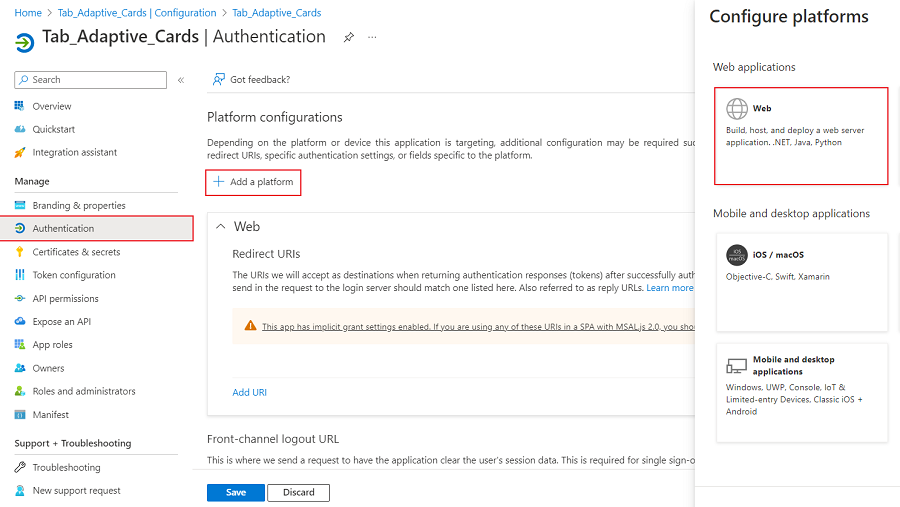 Home > Tab_Adaptive_Cards | Configuration > Tab_Adaptive_Cards
Tab_Adaptive_Cards | Authentication
Search
Overview
Quickstart
Integration assistant
Manage
Branding & properties
Authentication
Certificates & secrets
Token configuration
API permissions
Expose an API
App roles
Owners
Roles and administrators
Manifest
Support + Troubleshooting
Troubleshooting
New support request
Got feedback?
Platform configurations
Depending on the platform or device this application is targeting, additional configuration may be required suc
redirect URIs, specific authentication settings, or fields specific to the platform.
Add a platform
Web
Redirect URIs
The URIs we will accept as destinations when returning authentication responses (tokens) after successfully auth
send in the request to the login server should match one listed here. Also referred to as reply URLs. Learn more
This app has implicit grant settings enabled. If you are using any of these URIs in a SPA with MSAL.js 2.0, you shou
Add URI
Front-channel logout URL
This is where we send a request to have the application clear the user's session data. This is required for single sign-o
Save
Discard
Configure platforms
Web applications
Web
Build, host, and deploy a web server
application. .NET, Java, Python
Mobile and desktop applications
iOS
macOS
iOS / macOS
Objective-C, Swift, Xamarin
Mobile and desktop
applications
Windows, UWP, Console, IoT &
Limited-entry Devices, Classic iOS +
Android